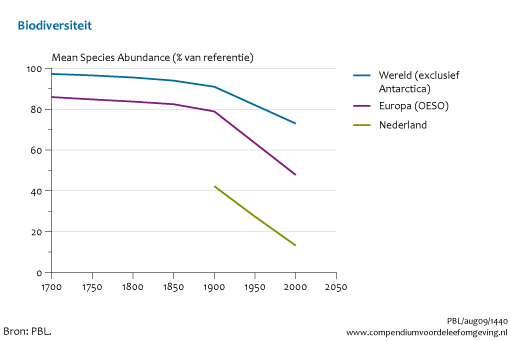 Biodiversiteit
Mean Species Abundance (% van referentie)
100
80
60
40
20
0
1700 1750 1800 1850 1900 1950 2000 2050
Wereld (exclusief
Antarctica)
Europa (OESO)
Nederland
PBL/aug09/1440
Bron: PBL.
www.compendiumvoordeleefomgeving.nl